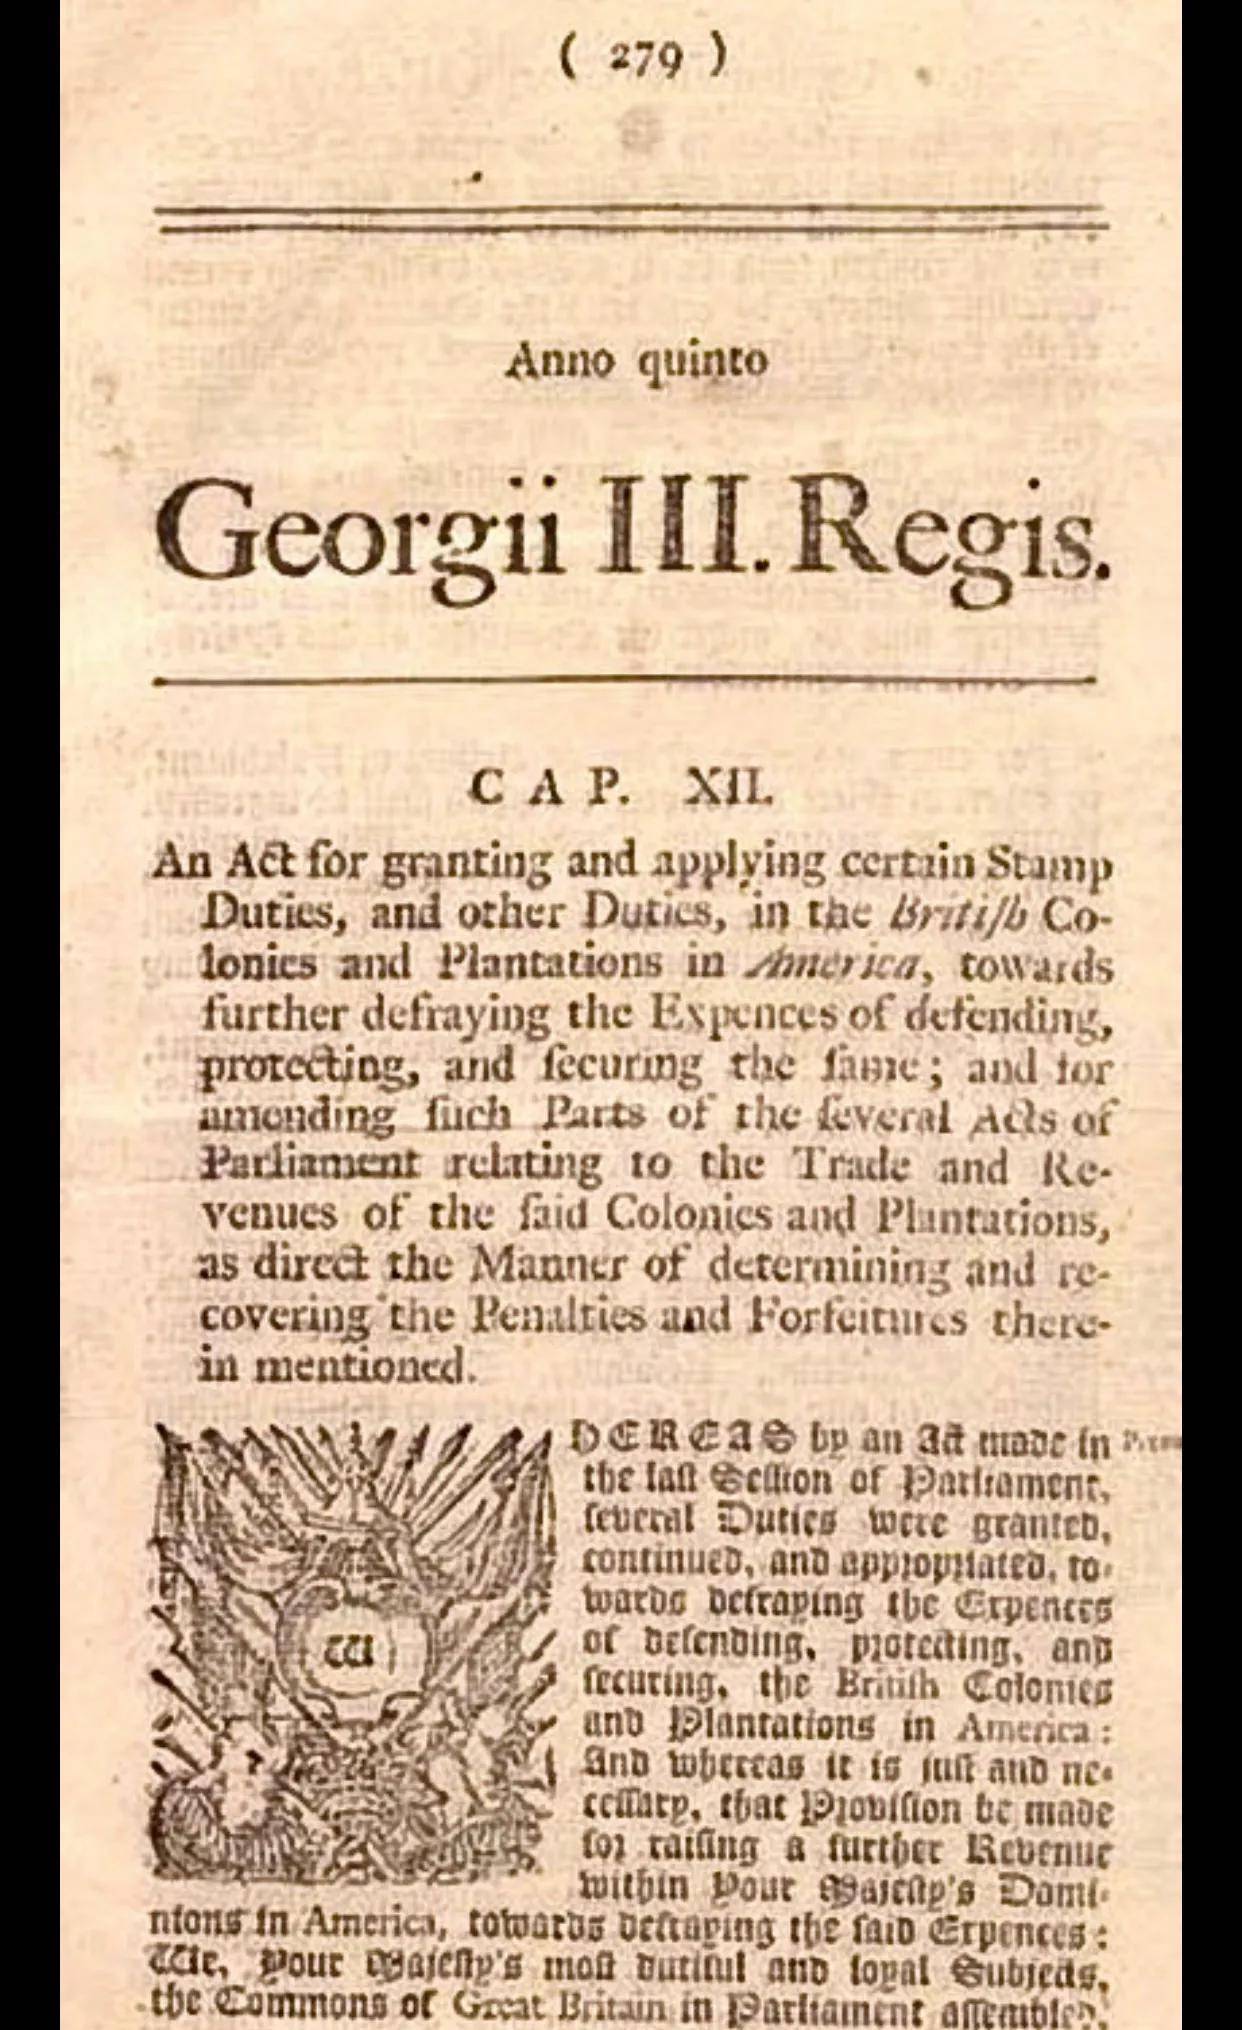 ( 279 )
Anno quinto
Georgii III. Regis.
CAP. XII.
An Act for granting and applying certain Stamp
Duties, and other Duties, in the Britiſh Co-
lonies and Plantations in America, towards
further defraying the Expences of defending,
protecting, and ſecuring the ſame; and for
amending ſuch Parts of the ſeveral Acts of
Parliament relating to the Trade and Re-
venues of the ſaid Colonies and Plantations,
as direct the Manner of determining and re-
covering the Penalties and Forfeitures there-
in mentioned.
W
HEREAS by an Act made in
the laſt Seſſion of Parliament,
ſeveral Duties were granted,
continued, and appropriated, to-
wards defraying the Expences
of defending, protecting, and
ſecuring, the Britiſh Colonies
and Plantations in America:
And whereas it is juſt and ne-
ceſſary, that Proviſion be made
for raiſing a further Revenue
within Your Majeſty's Domi-
nions in America, towards defraying the ſaid Expences:
We, Your Majeſty's moſt dutiful and loyal Subjects,
the Commons of Great Britain in Parliament aſſembled,